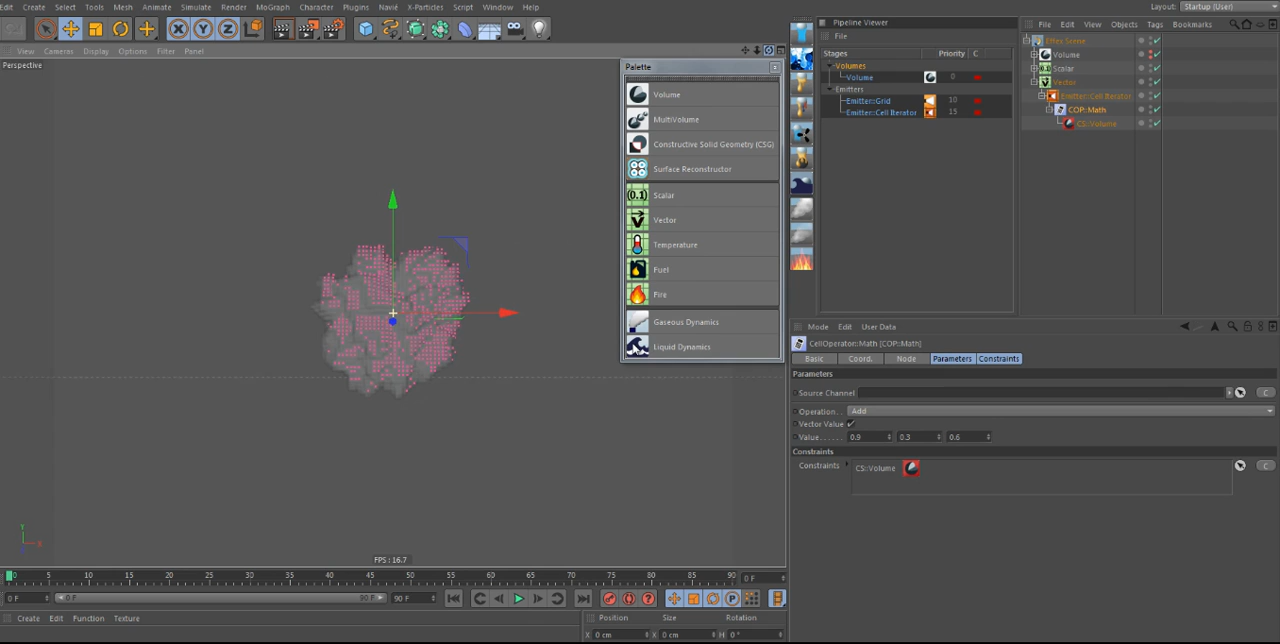 Edit Create Select Tools Mesh Animate Simulate Render MoGraph Character Plugins Navié X-Particles Script Window Help
Layout: Startup (User)
View Cameras Display Options Filter Panel
Perspective
Palette
Volume
MultiVolume
Constructive Solid Geometry (CSG)
Surface Reconstructor
Scalar
Vector
Temperature
Fuel
Fire
Gaseous Dynamics
Liquid Dynamics
Pipeline Viewer
File
Stages Priority C
Volumes
Volume 0
Emitters
Emitter::Grid 10
Emitter::Cell Iterator 15
File Edit View Objects Tags Bookmarks
Effex Scene
Volume
Scalar
Vector
Emitter::Cell Iterator
COP::Math
CS::Volume
Mode Edit User Data
CellOperator::Math [COP::Math]
Basic Coord. Node Parameters Constraints
Parameters
Source Channel C
Operation.. Add
Vector Value
Value...... 0.9 0.3 0.6
Constraints
Constraints CS::Volume C
FPS : 16.7
0 5 10 15 20 25 30 35 40 45 50 55 60 65 70 75 80 85 90 0 F
0 F 0 F 90 F 90 F
Create Edit Function Texture
Position Size Rotation
X 0 cm X 0 cm H 0 °